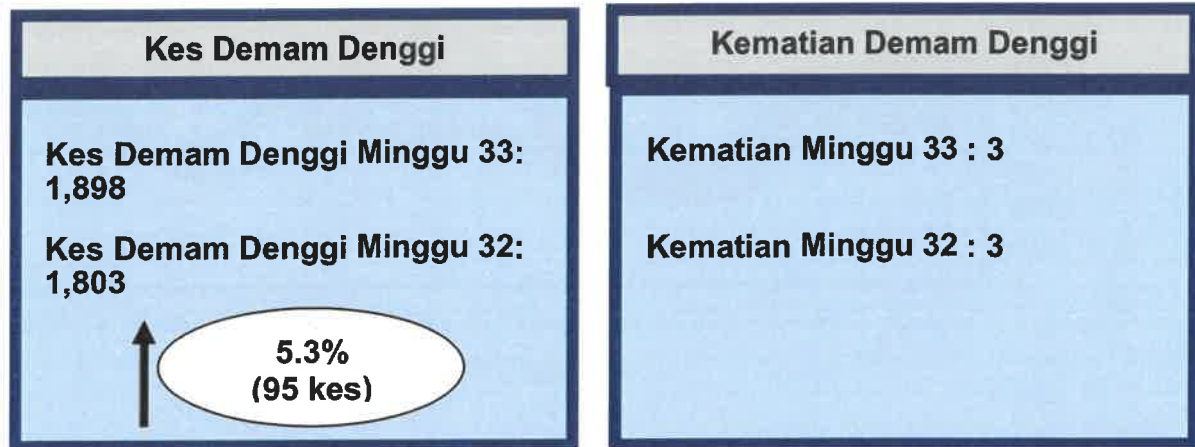 Kes Demam Denggi
Kes Demam Denggi Minggu 33:
1,898
Kes Demam Denggi Minggu 32:
1,803
5.3%
(95 kes)
Kematian Demam Denggi
Kematian Minggu 33 : 3
Kematian Minggu 32 : 3